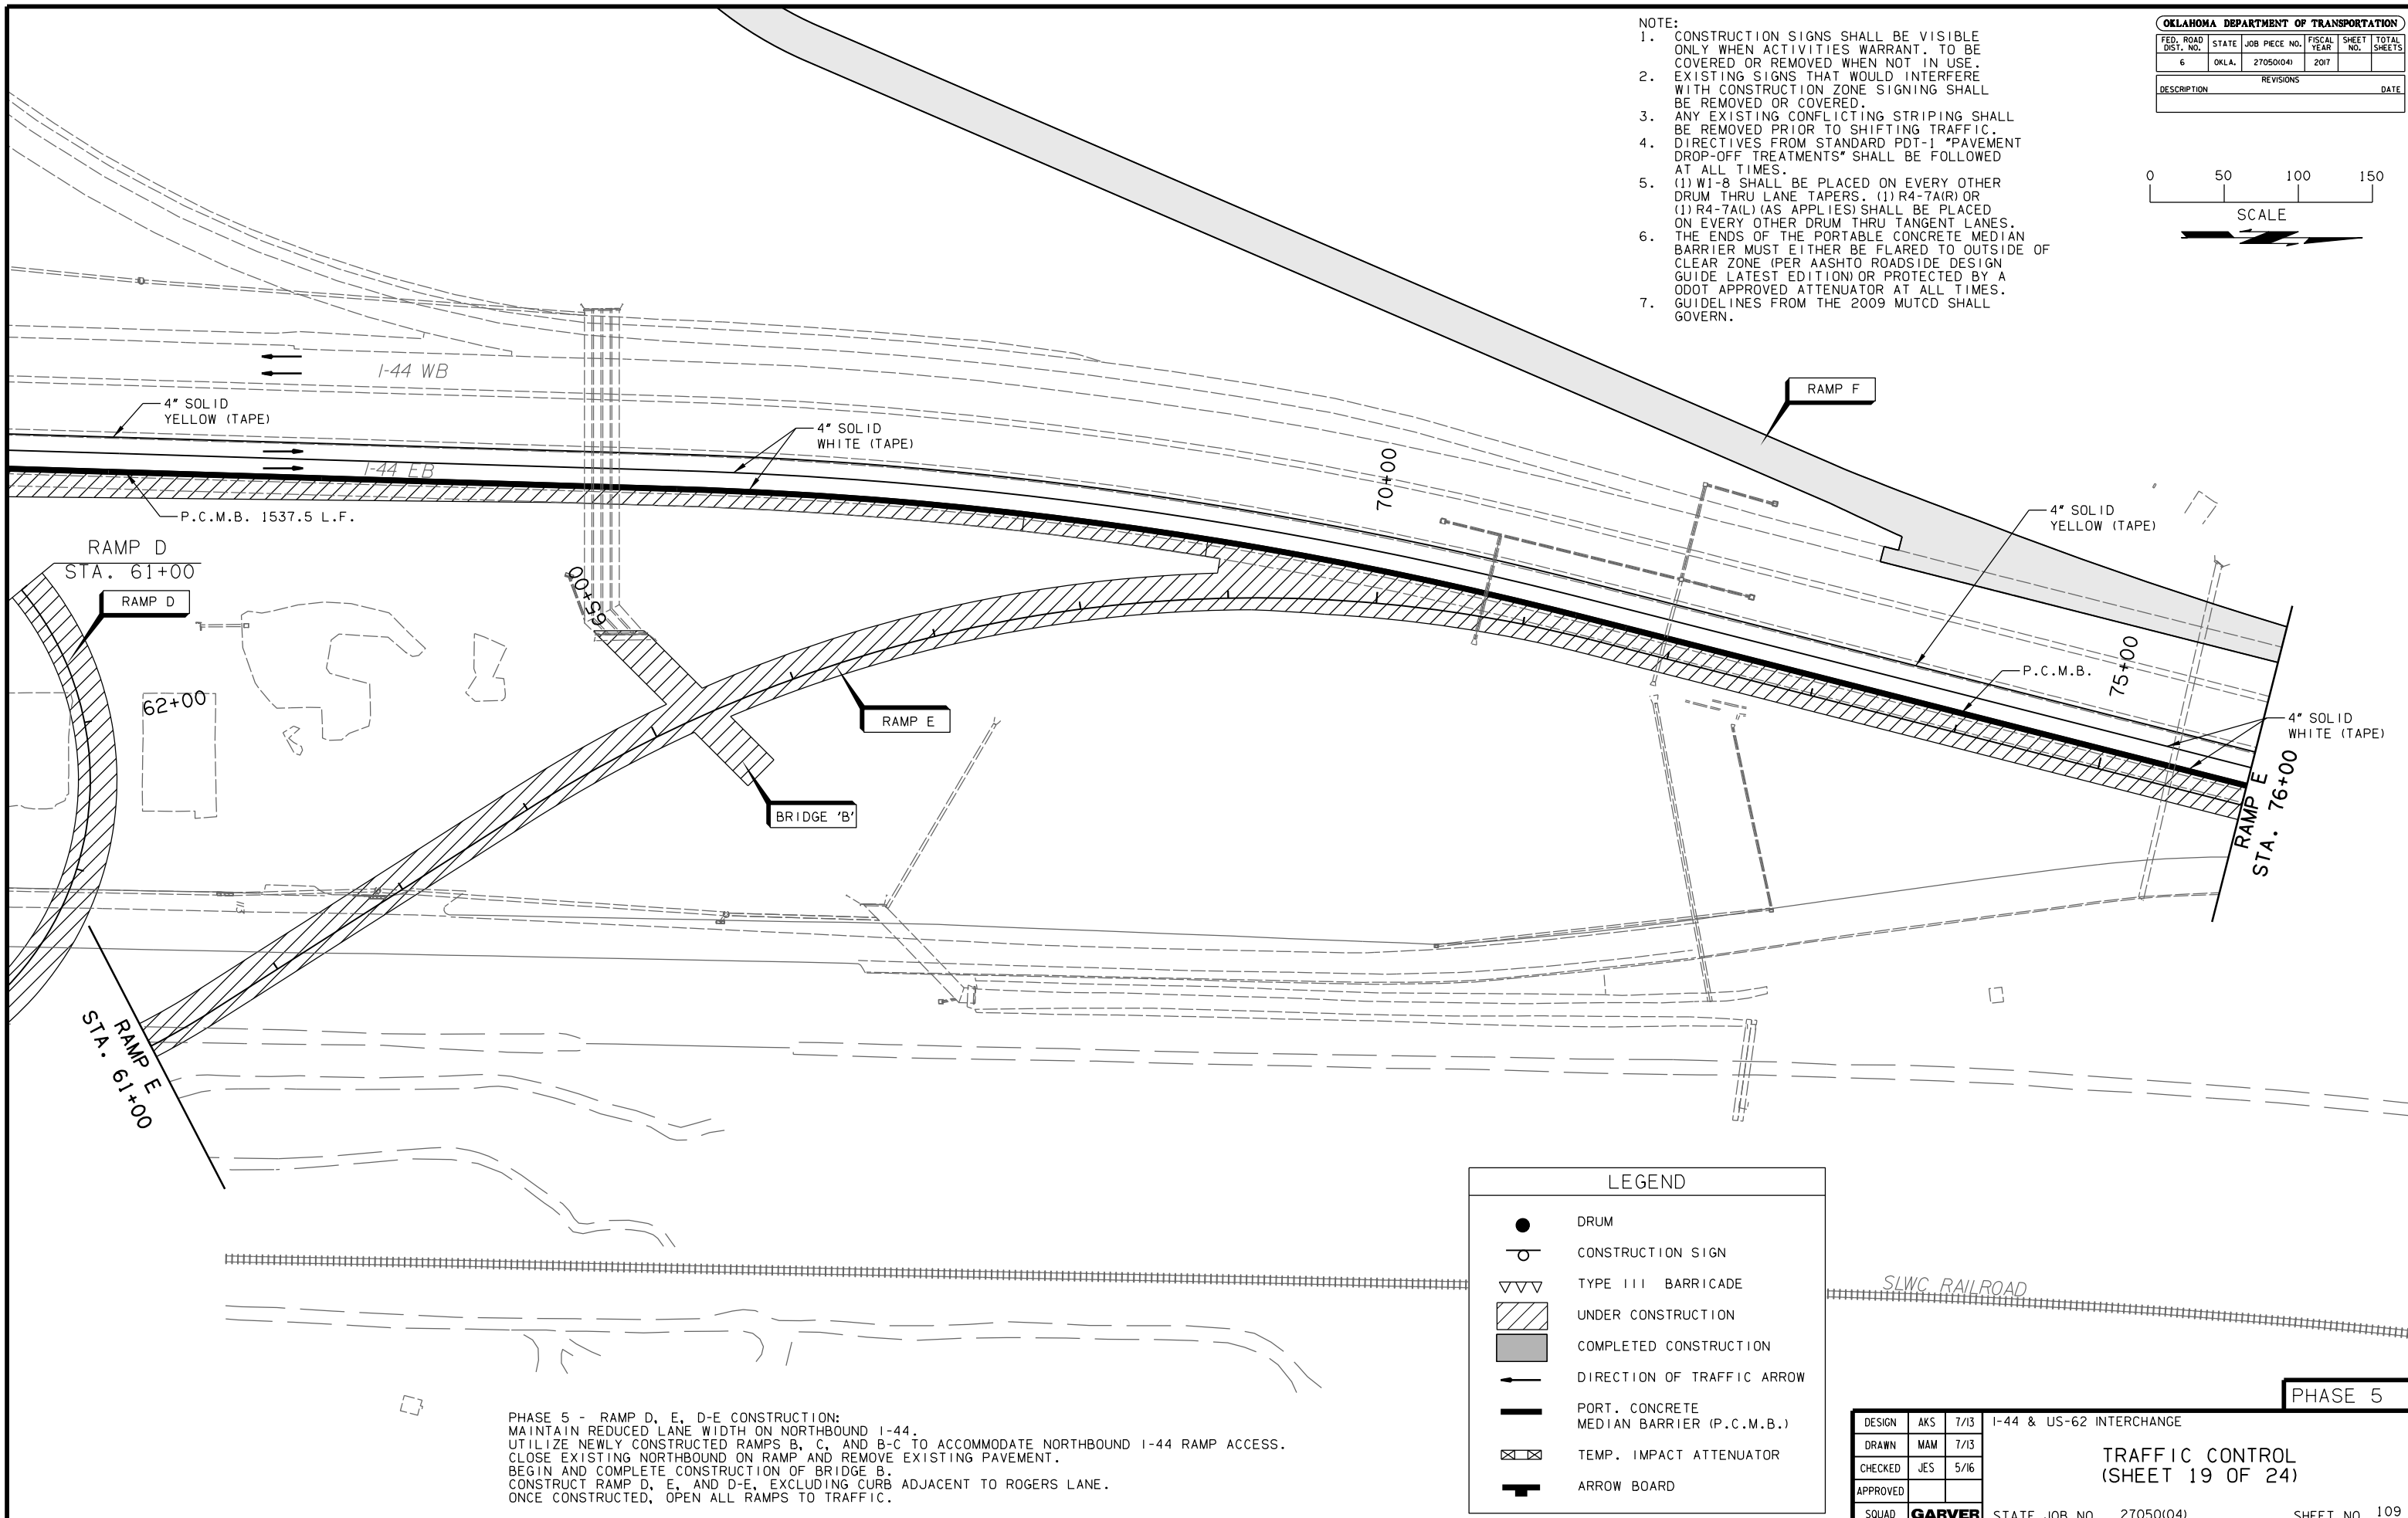 NOTE:
1. CONSTRUCTION SIGNS SHALL BE VISIBLE
ONLY WHEN ACTIVITIES WARRANT. TO BE
COVERED OR REMOVED WHEN NOT IN USE.
2. EXISTING SIGNS THAT WOULD INTERFERE
WITH CONSTRUCTION ZONE SIGNING SHALL
BE REMOVED OR COVERED.
3. ANY EXISTING CONFLICTING STRIPING SHALL
BE REMOVED PRIOR TO SHIFTING TRAFFIC.
4. DIRECTIVES FROM STANDARD PDT-1 "PAVEMENT
DROP-OFF TREATMENTS" SHALL BE FOLLOWED
AT ALL TIMES.
5. (1) W1-8 SHALL BE PLACED ON EVERY OTHER
DRUM THRU LANE TAPERS. (1) R4-7A(R) OR
(1) R4-7A(L) (AS APPLIES) SHALL BE PLACED
ON EVERY OTHER DRUM THRU TANGENT LANES.
6. THE ENDS OF THE PORTABLE CONCRETE MEDIAN
BARRIER MUST EITHER BE FLARED TO OUTSIDE OF
CLEAR ZONE (PER AASHTO ROADSIDE DESIGN
GUIDE LATEST EDITION) OR PROTECTED BY A
ODOT APPROVED ATTENUATOR AT ALL TIMES.
7. GUIDELINES FROM THE 2009 MUTCD SHALL
GOVERN.
OKLAHOMA DEPARTMENT OF TRANSPORTATION
FED. ROAD DIST. NO. STATE JOB PIECE NO. FISCAL YEAR SHEET NO. TOTAL SHEETS
6 OKLA. 27050(04) 2017
REVISIONS
DESCRIPTION DATE
0 50 100 150
SCALE
I-44 WB
4" SOLID
YELLOW (TAPE)
4" SOLID
WHITE (TAPE)
I-44 EB
P.C.M.B. 1537.5 L.F.
RAMP F
70+00
4" SOLID
YELLOW (TAPE)
RAMP D
STA. 61+00
RAMP D
65+00
62+00
RAMP E
BRIDGE 'B'
P.C.M.B.
75+00
4" SOLID
WHITE (TAPE)
RAMP E
STA. 76+00
113
RAMP E
STA. 61+00
SLWC RAILROAD
LEGEND
DRUM
CONSTRUCTION SIGN
TYPE III BARRICADE
UNDER CONSTRUCTION
COMPLETED CONSTRUCTION
DIRECTION OF TRAFFIC ARROW
PORT. CONCRETE
MEDIAN BARRIER (P.C.M.B.)
TEMP. IMPACT ATTENUATOR
ARROW BOARD
PHASE 5 - RAMP D, E, D-E CONSTRUCTION:
MAINTAIN REDUCED LANE WIDTH ON NORTHBOUND I-44.
UTILIZE NEWLY CONSTRUCTED RAMPS B, C, AND B-C TO ACCOMMODATE NORTHBOUND I-44 RAMP ACCESS.
CLOSE EXISTING NORTHBOUND ON RAMP AND REMOVE EXISTING PAVEMENT.
BEGIN AND COMPLETE CONSTRUCTION OF BRIDGE B.
CONSTRUCT RAMP D, E, AND D-E, EXCLUDING CURB ADJACENT TO ROGERS LANE.
ONCE CONSTRUCTED, OPEN ALL RAMPS TO TRAFFIC.
PHASE 5
DESIGN AKS 7/13
DRAWN MAM 7/13
CHECKED JES 5/16
APPROVED
SQUAD GARVER
I-44 & US-62 INTERCHANGE
TRAFFIC CONTROL
(SHEET 19 OF 24)
STATE JOB NO. 27050(04) SHEET NO. 109